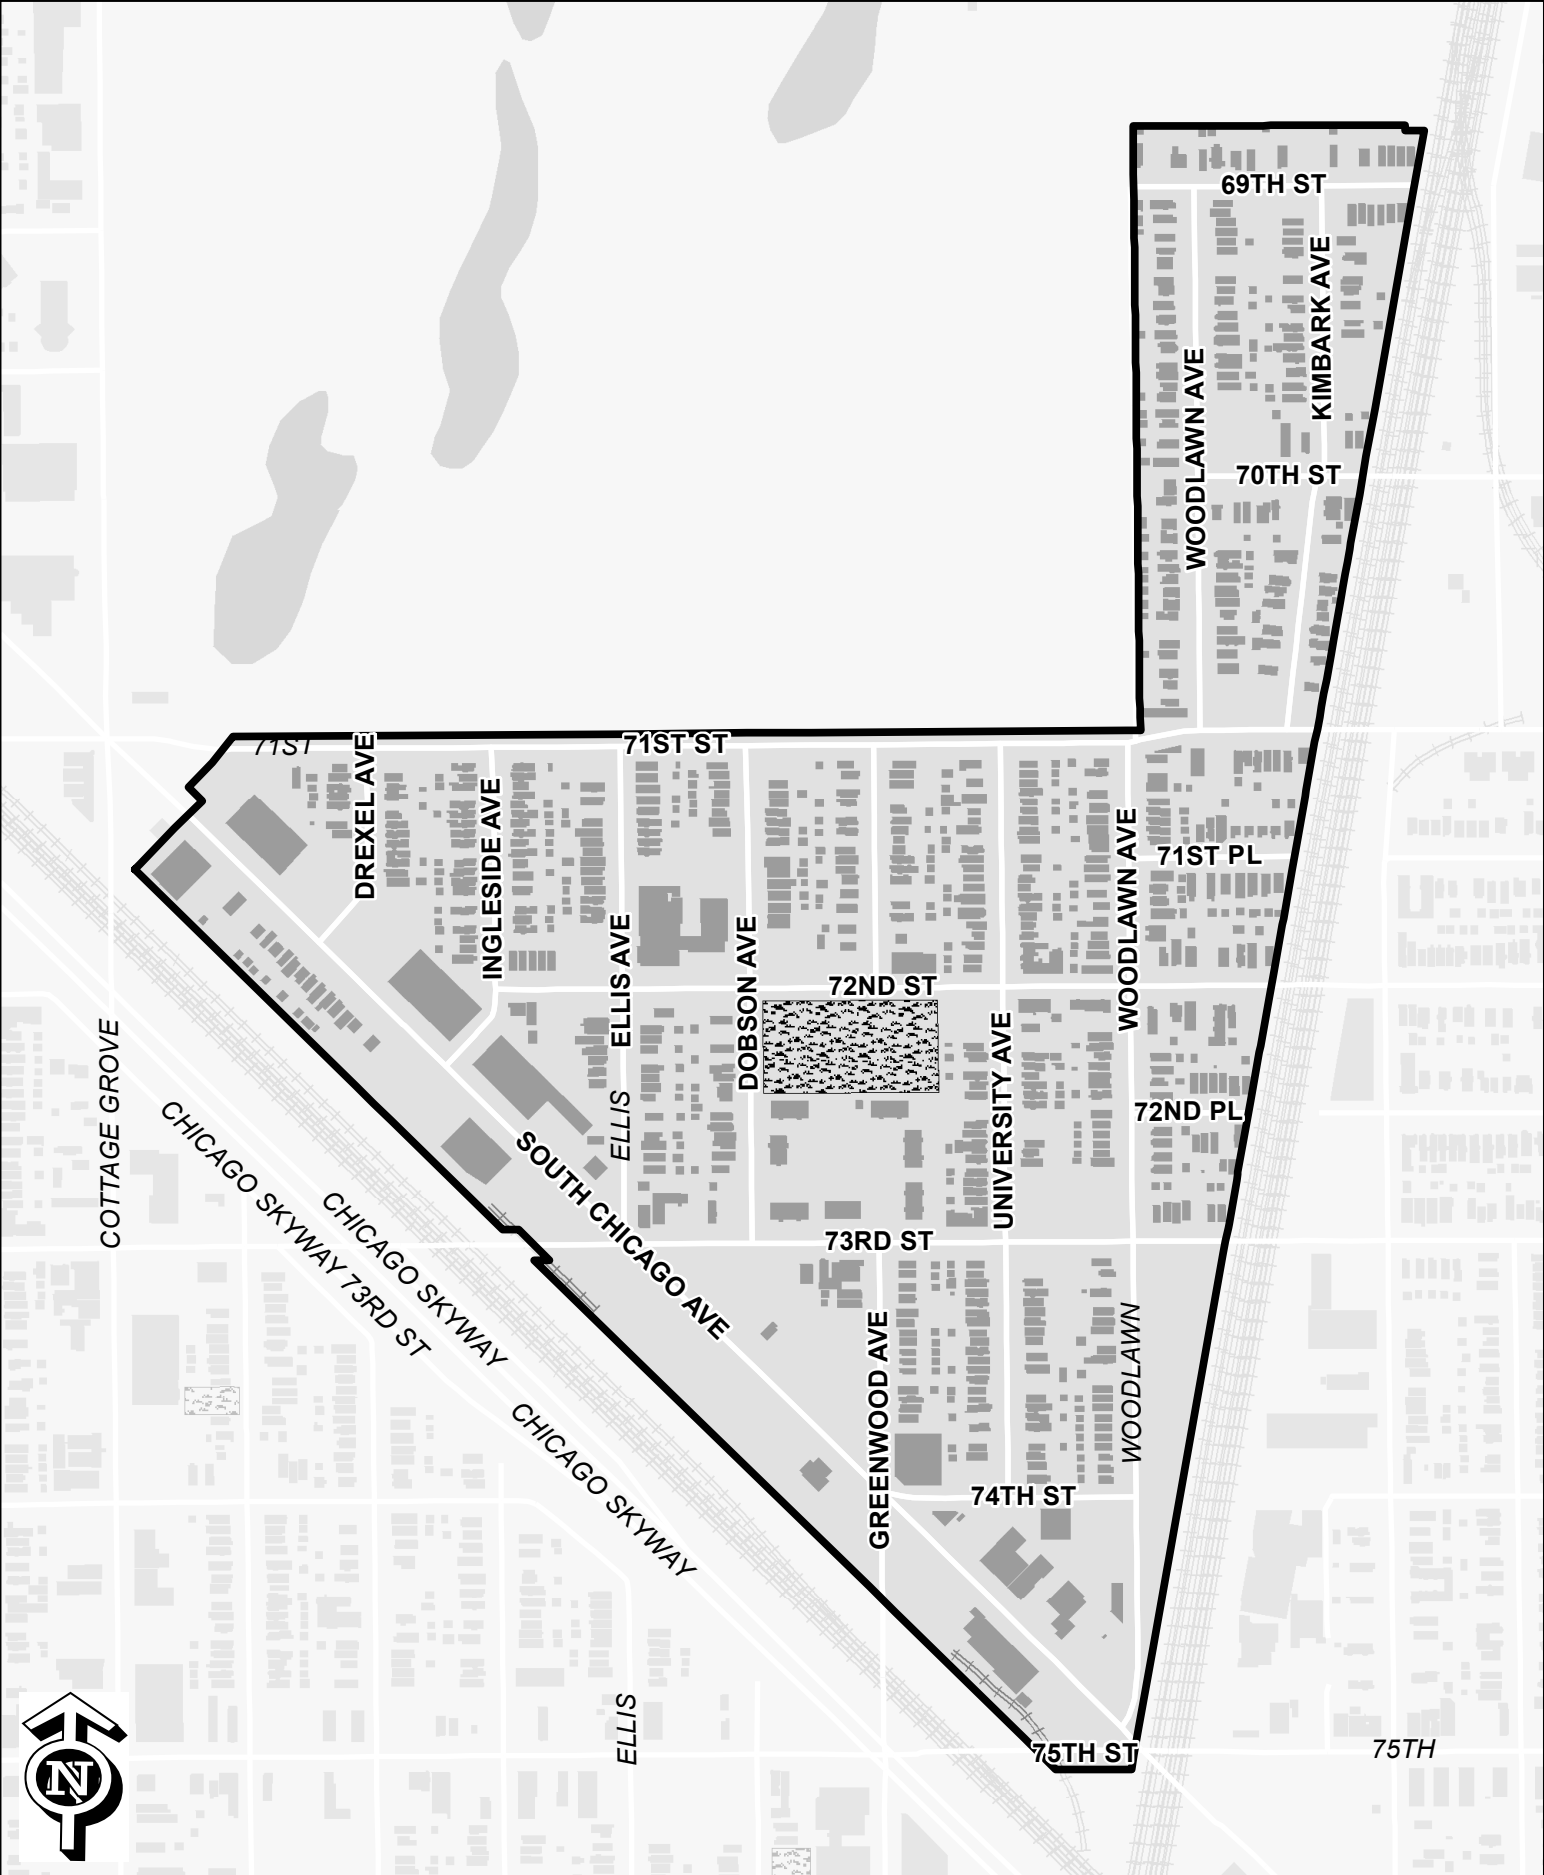 69TH ST
KIMBARK AVE
WOODLAWN AVE
70TH ST
71ST
DREXEL AVE
71ST ST
INGLESIDE AVE
WOODLAWN AVE
71ST PL
ELLIS AVE
DOBSON AVE
72ND ST
UNIVERSITY AVE
COTTAGE GROVE
ELLIS
72ND PL
CHICAGO SKYWAY 73RD ST
CHICAGO SKYWAY
SOUTH CHICAGO AVE
73RD ST
GREENWOOD AVE
WOODLAWN
CHICAGO SKYWAY
74TH ST
ELLIS
75TH ST
75TH
N